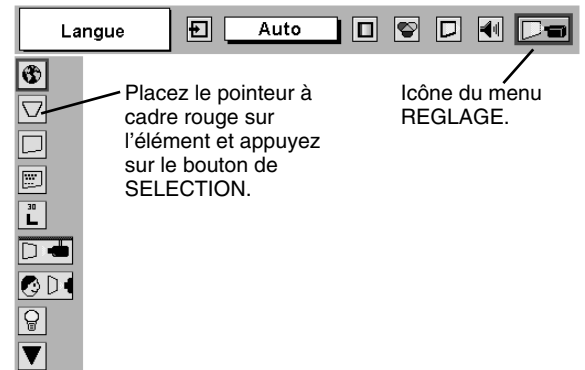 Langue
Auto
Placez le pointeur à
cadre rouge sur
l'élément et appuyez
sur le bouton de
SELECTION.
Icône du menu
REGLAGE.
30
L